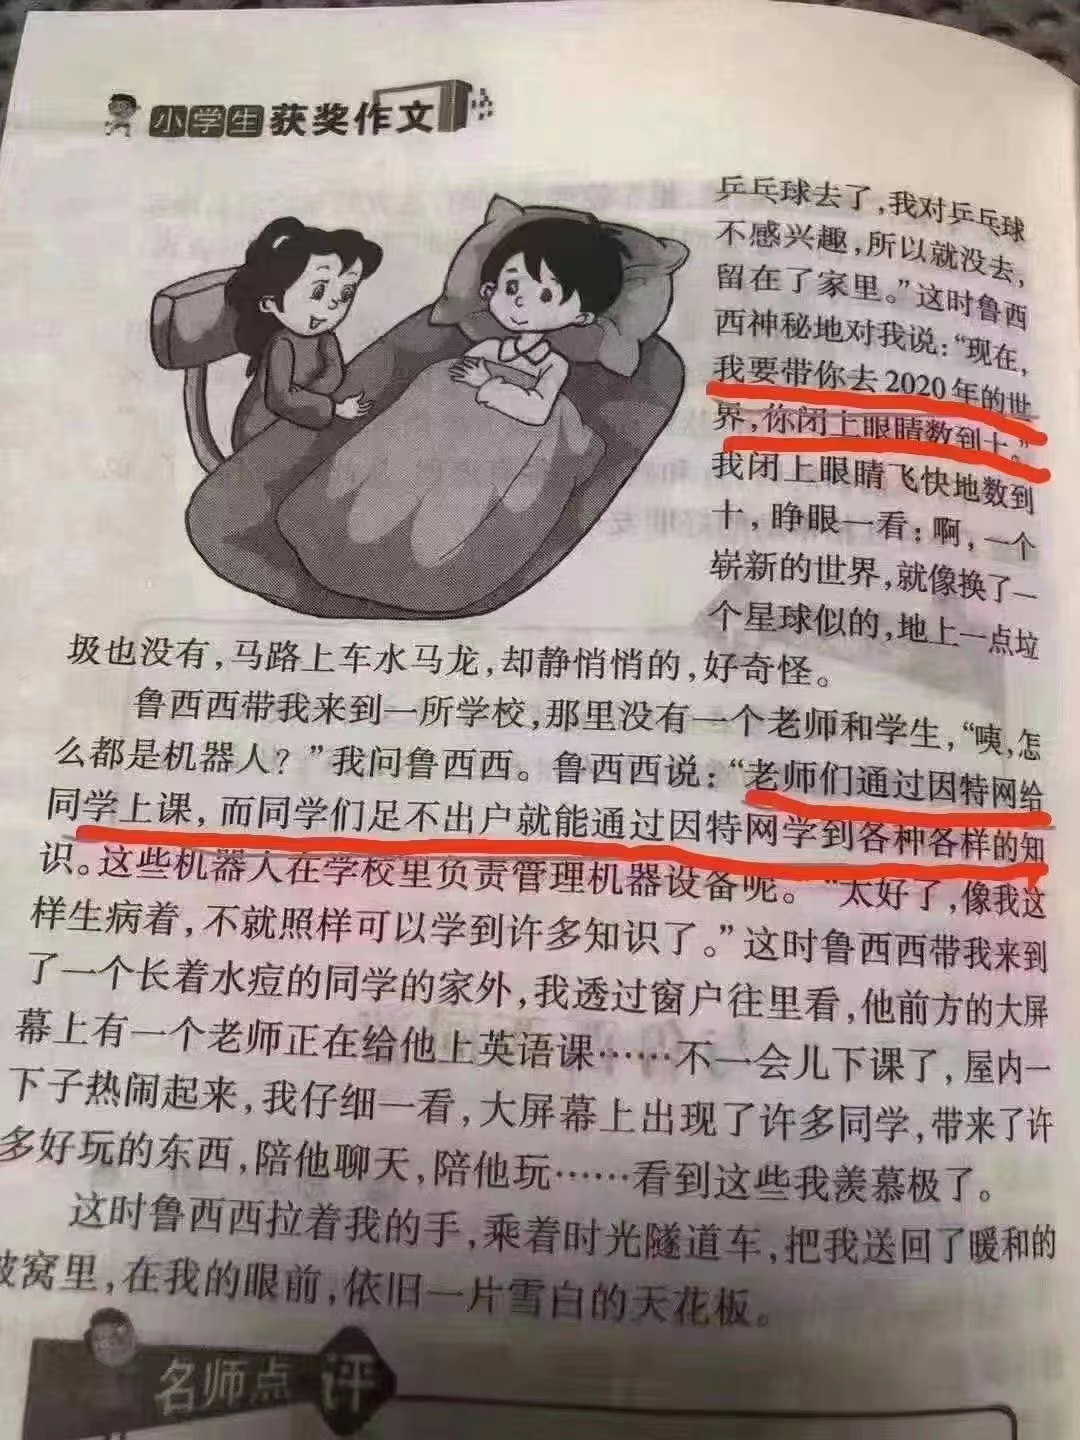 小学生获奖作文
乒乓球去了，我对乒乓球
不感兴趣，所以就没去，
留在了家里。”这时鲁西
西神秘地对我说：“现在，
我要带你去2020年的世
界，你闭上眼睛数到十。”
我闭上眼睛飞快地数到
十，睁眼一看；啊，一个
崭新的世界，就像换了一
个星球似的，地上一点垃
圾也没有，马路上车水马龙，却静悄悄的，好奇怪。
鲁西西带我来到一所学校，那里没有一个老师和学生，“咦，怎
么都是机器人？”我问鲁西西。鲁西西说：“老师们通过因特网给
同学上课，而同学们足不出户就能通过因特网学到各种各样的知
识。这些机器人在学校里负责管理机器设备呢。”“太好了，像我这
样生病着，不就照样可以学到许多知识了。”这时鲁西西带我来到
了一个长着水痘的同学的家外，我透过窗户往里看，他前方的大屏
幕上有一个老师正在给他上英语课……不一会儿下课了，屋内一
下子热闹起来，我仔细一看，大屏幕上出现了许多同学，带来了许
多好玩的东西，陪他聊天，陪他玩……看到这些我羡慕极了。
这时鲁西西拉着我的手，乘着时光隧道车，把我送回了暖和的
被窝里，在我的眼前，依旧一片雪白的天花板。
名师点评